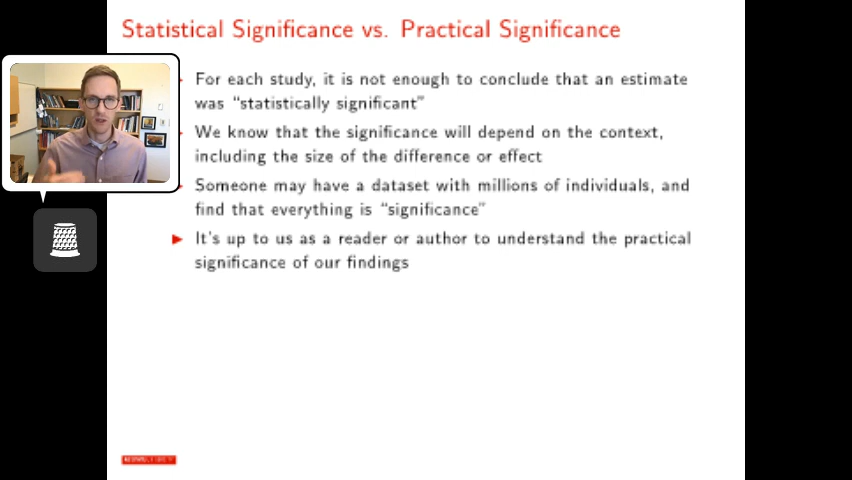 Statistical Significance vs. Practical Significance
For each study, it is not enough to conclude that an estimate
was “statistically significant”
We know that the significance will depend on the context,
including the size of the difference or effect
Someone may have a dataset with millions of individuals, and
find that everything is “significance”
It's up to us as a reader or author to understand the practical
significance of our findings